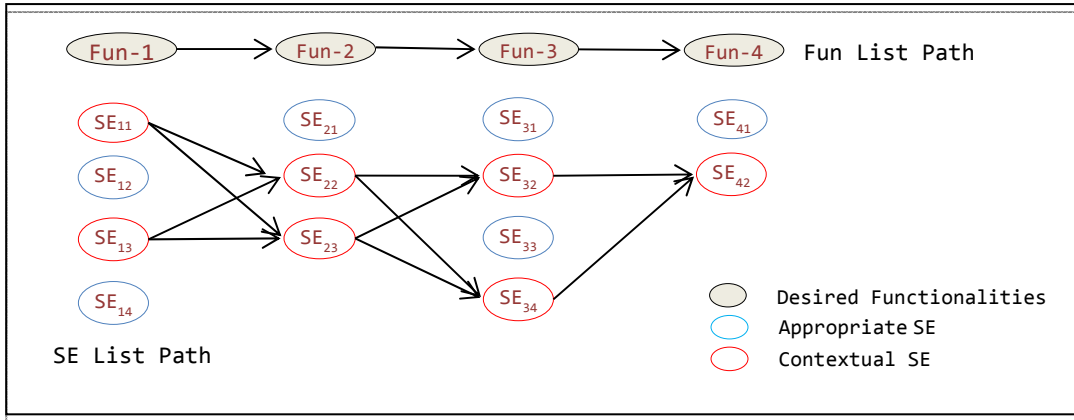 Fun-1 Fun-2 Fun-3 Fun-4 Fun List Path
SE11 SE21 SE31 SE41
SE12 SE22 SE32 SE42
SE13 SE23 SE33
SE14 SE34
Desired Functionalities
Appropriate SE
SE List Path
Contextual SE